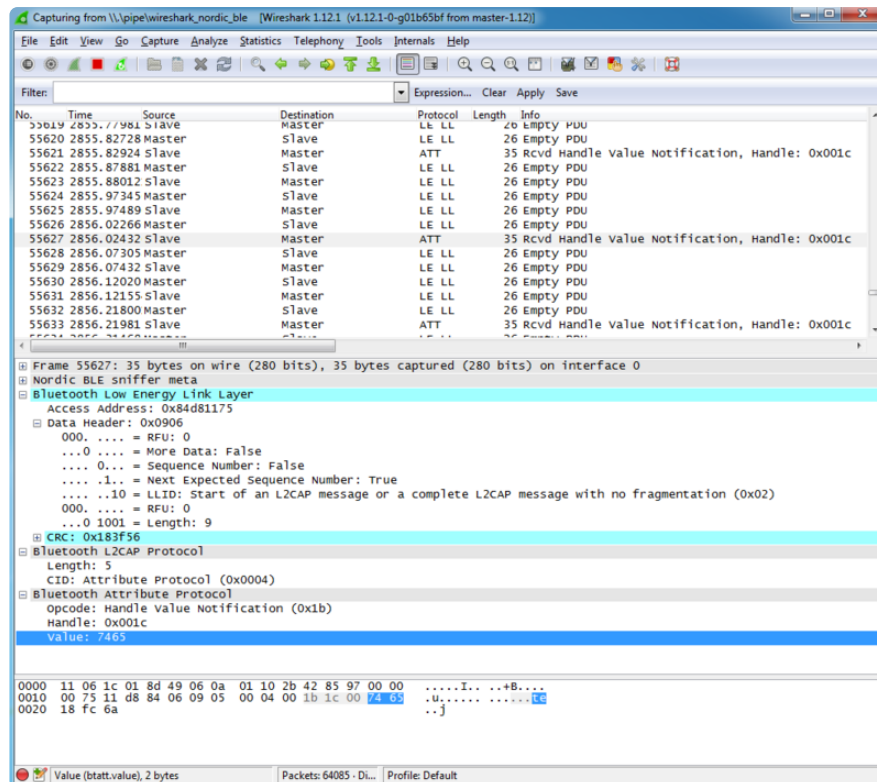 Capturing from \\.\pipe\wireshark_nordic_ble   [Wireshark 1.12.1  (v1.12.1-0-g01b65bf from master-1.12)]
File Edit View Go Capture Analyze Statistics Telephony Tools Internals Help
Filter: Expression... Clear Apply Save
No. Time Source Destination Protocol Length Info
55619 2855.77981 Slave Master LE LL 26 Empty PDU
55620 2855.82728 Master Slave LE LL 26 Empty PDU
55621 2855.82924 Slave Master ATT 35 Rcvd Handle Value Notification, Handle: 0x001c
55622 2855.87881 Master Slave LE LL 26 Empty PDU
55623 2855.88012 Slave Master LE LL 26 Empty PDU
55624 2855.97345 Master Slave LE LL 26 Empty PDU
55625 2855.97489 Slave Master LE LL 26 Empty PDU
55626 2856.02266 Master Slave LE LL 26 Empty PDU
55627 2856.02432 Slave Master ATT 35 Rcvd Handle Value Notification, Handle: 0x001c
55628 2856.07305 Master Slave LE LL 26 Empty PDU
55629 2856.07432 Slave Master LE LL 26 Empty PDU
55630 2856.12020 Master Slave LE LL 26 Empty PDU
55631 2856.12155 Slave Master LE LL 26 Empty PDU
55632 2856.21800 Master Slave LE LL 26 Empty PDU
55633 2856.21981 Slave Master ATT 35 Rcvd Handle Value Notification, Handle: 0x001c
Frame 55627: 35 bytes on wire (280 bits), 35 bytes captured (280 bits) on interface 0
Nordic BLE sniffer meta
Bluetooth Low Energy Link Layer
Access Address: 0x84d81175
Data Header: 0x0906
000. .... = RFU: 0
...0 .... = More Data: False
.... 0... = Sequence Number: False
.... .1.. = Next Expected Sequence Number: True
.... ..10 = LLID: Start of an L2CAP message or a complete L2CAP message with no fragmentation (0x02)
000. .... = RFU: 0
...0 1001 = Length: 9
CRC: 0x183f56
Bluetooth L2CAP Protocol
Length: 5
CID: Attribute Protocol (0x0004)
Bluetooth Attribute Protocol
Opcode: Handle Value Notification (0x1b)
Handle: 0x001c
Value: 7465
0000 11 06 1c 01 8d 49 06 0a 01 10 2b 42 85 97 00 00 .....I.. ..+B....
0010 00 75 11 d8 84 06 09 05 00 04 00 1b 1c 00 74 65 .u...... ......te
0020 18 fc 6a ..j
Value (btatt.value), 2 bytes Packets: 64085 · Di... Profile: Default